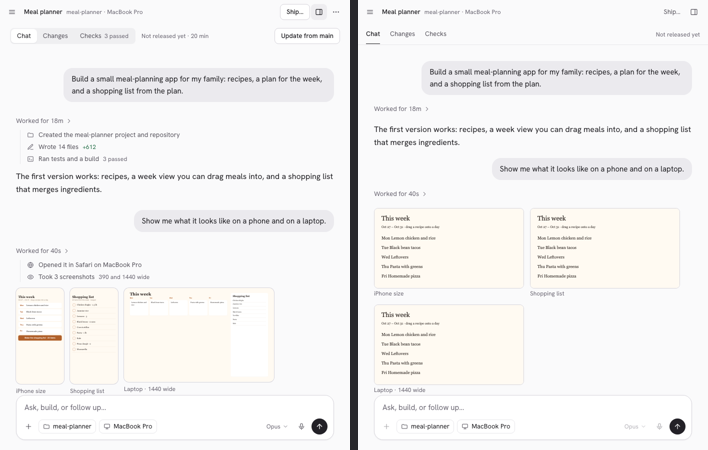 Meal planner meal-planner · MacBook Pro
Ship...
Chat Changes Checks 3 passed Not released yet · 20 min
Update from main
Build a small meal-planning app for my family: recipes, a plan for the week,
and a shopping list from the plan.
Worked for 18m
Created the meal-planner project and repository
Wrote 14 files +612
Ran tests and a build 3 passed
The first version works: recipes, a week view you can drag meals into, and a shopping list
that merges ingredients.
Show me what it looks like on a phone and on a laptop.
Worked for 40s
Opened it in Safari on MacBook Pro
Took 3 screenshots 390 and 1440 wide
This week
Shopping list
This week
Shopping list
iPhone size
Shopping list
Laptop · 1440 wide
Ask, build, or follow up...
meal-planner
MacBook Pro
Opus
Meal planner meal-planner · MacBook Pro
Ship...
Chat Changes Checks
Not released yet
Build a small meal-planning app for my family: recipes, a plan for the week,
and a shopping list from the plan.
Worked for 18m
The first version works: recipes, a week view you can drag meals into, and a shopping list
that merges ingredients.
Show me what it looks like on a phone and on a laptop.
Worked for 40s
This week
drag a recipe onto a day
Mon Lemon chicken and rice
Tue Black bean tacos
Wed Leftovers
Thu Pasta with greens
Fri Homemade pizza
iPhone size
This week
drag a recipe onto a day
Mon Lemon chicken and rice
Tue Black bean tacos
Wed Leftovers
Thu Pasta with greens
Fri Homemade pizza
Shopping list
This week
drag a recipe onto a day
Mon Lemon chicken and rice
Tue Black bean tacos
Wed Leftovers
Thu Pasta with greens
Fri Homemade pizza
Laptop · 1440 wide
Ask, build, or follow up...
meal-planner
MacBook Pro
Opus